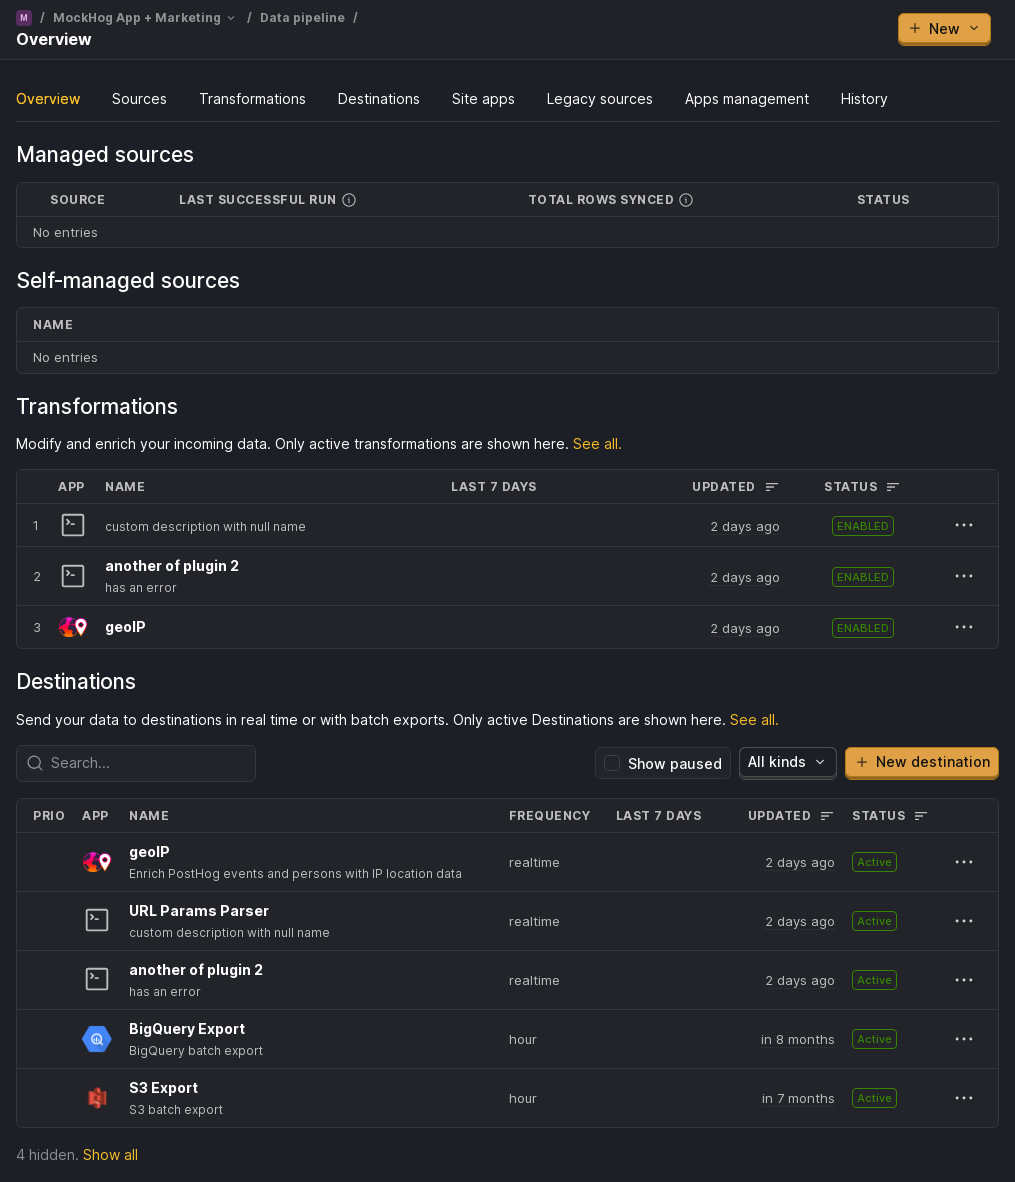 M / MockHog App + Marketing / Data pipeline /
Overview
+ New
Overview Sources Transformations Destinations Site apps Legacy sources Apps management History
Managed sources
SOURCE LAST SUCCESSFUL RUN TOTAL ROWS SYNCED STATUS
No entries
Self-managed sources
NAME
No entries
Transformations
Modify and enrich your incoming data. Only active transformations are shown here. See all.
APP NAME LAST 7 DAYS UPDATED STATUS
1 custom description with null name 2 days ago ENABLED
another of plugin 2
2 2 days ago ENABLED
has an error
3 geoIP 2 days ago ENABLED
Destinations
Send your data to destinations in real time or with batch exports. Only active Destinations are shown here. See all.
Search... Show paused All kinds + New destination
PRIO APP NAME FREQUENCY LAST 7 DAYS UPDATED STATUS
geoIP
realtime 2 days ago Active
Enrich PostHog events and persons with IP location data
URL Params Parser
realtime 2 days ago Active
custom description with null name
another of plugin 2
realtime 2 days ago Active
has an error
BigQuery Export
hour in 8 months Active
BigQuery batch export
S3 Export
hour in 7 months Active
S3 batch export
4 hidden. Show all